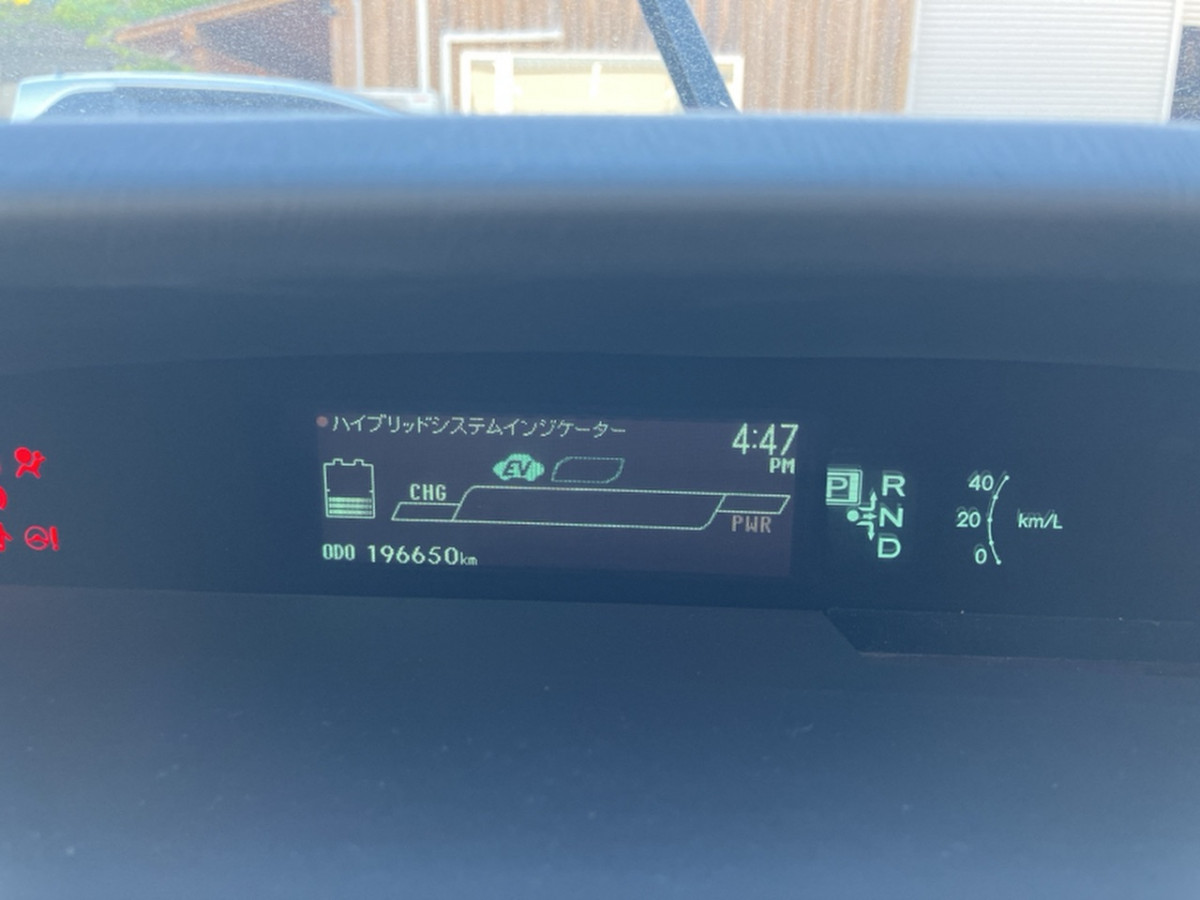 ハイブリッドシステムインジケーター
4:47
PM
EV
CHG
PWR
ODO 196650km
P R
N
D
40
20 km/L
0